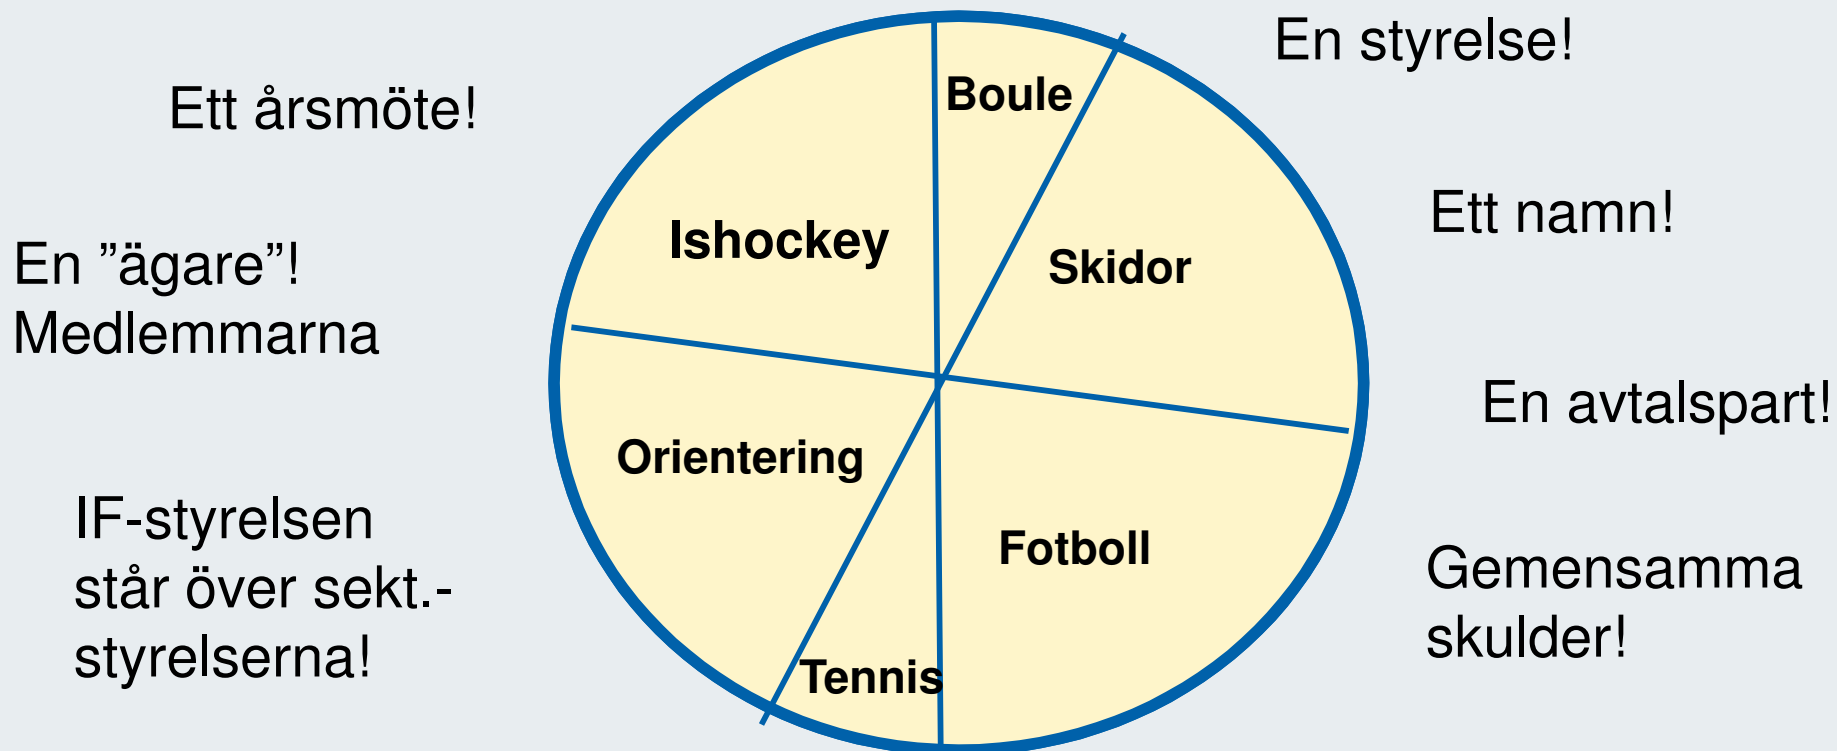 En styrelse!
Ett årsmöte!
Boule
Ett namn!
Ishockey
Skidor
En ”ägare”!
Medlemmarna
En avtalspart!
Orientering
IF-styrelsen
står över sekt.-
styrelserna!
Fotboll
Gemensamma
skulder!
Tennis